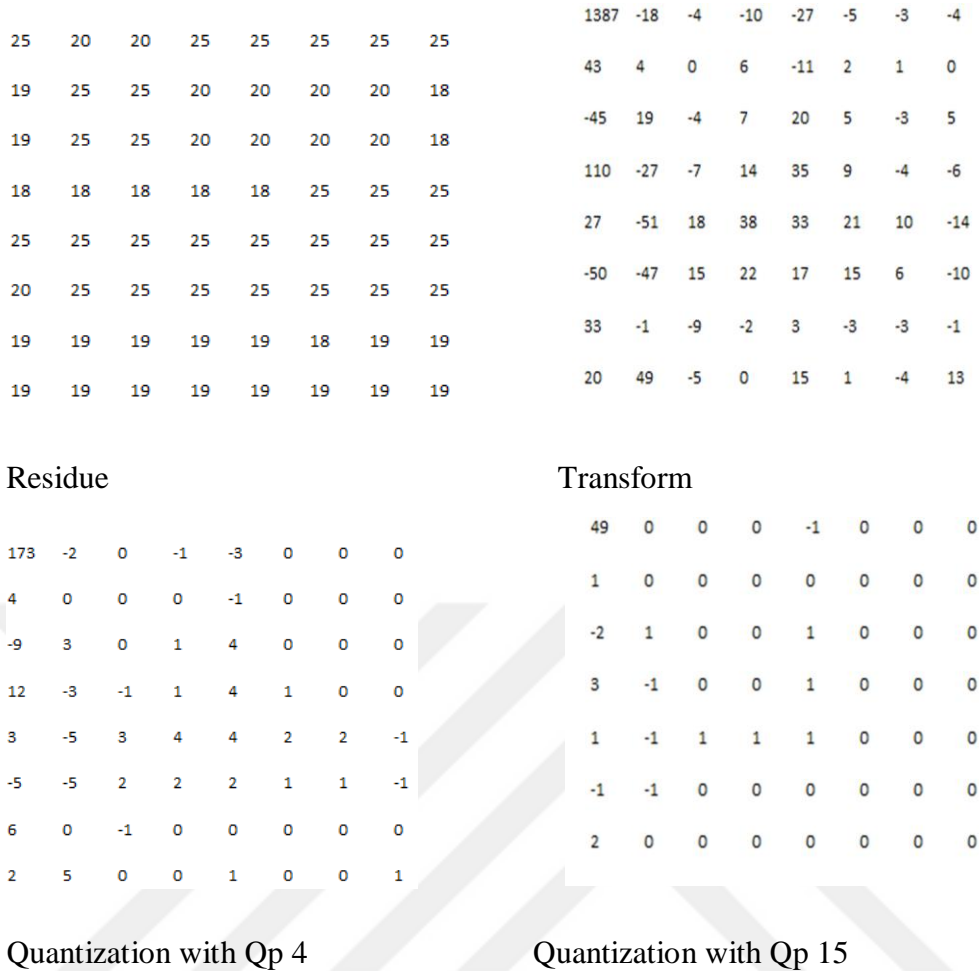 25 20 20 25 25 25 25 25
19 25 25 20 20 20 20 18
19 25 25 20 20 20 20 18
18 18 18 18 18 25 25 25
25 25 25 25 25 25 25 25
20 25 25 25 25 25 25 25
19 19 19 19 19 18 19 19
19 19 19 19 19 19 19 19
Residue
1387 -18 -4 -10 -27 -5 -3 -4
43 4 0 6 -11 2 1 0
-45 19 -4 7 20 5 -3 5
110 -27 -7 14 35 9 -4 -6
27 -51 18 38 33 21 10 -14
-50 -47 15 22 17 15 6 -10
33 -1 -9 -2 3 -3 -3 -1
20 49 -5 0 15 1 -4 13
Transform
173 -2 0 -1 -3 0 0 0
4 0 0 0 -1 0 0 0
-9 3 0 1 4 0 0 0
12 -3 -1 1 4 1 0 0
3 -5 3 4 4 2 2 -1
-5 -5 2 2 2 1 1 -1
6 0 -1 0 0 0 0 0
2 5 0 0 1 0 0 1
Quantization with Qp 4
49 0 0 0 -1 0 0 0
1 0 0 0 0 0 0 0
-2 1 0 0 1 0 0 0
3 -1 0 0 1 0 0 0
1 -1 1 1 1 0 0 0
-1 -1 0 0 0 0 0 0
2 0 0 0 0 0 0 0
Quantization with Qp 15